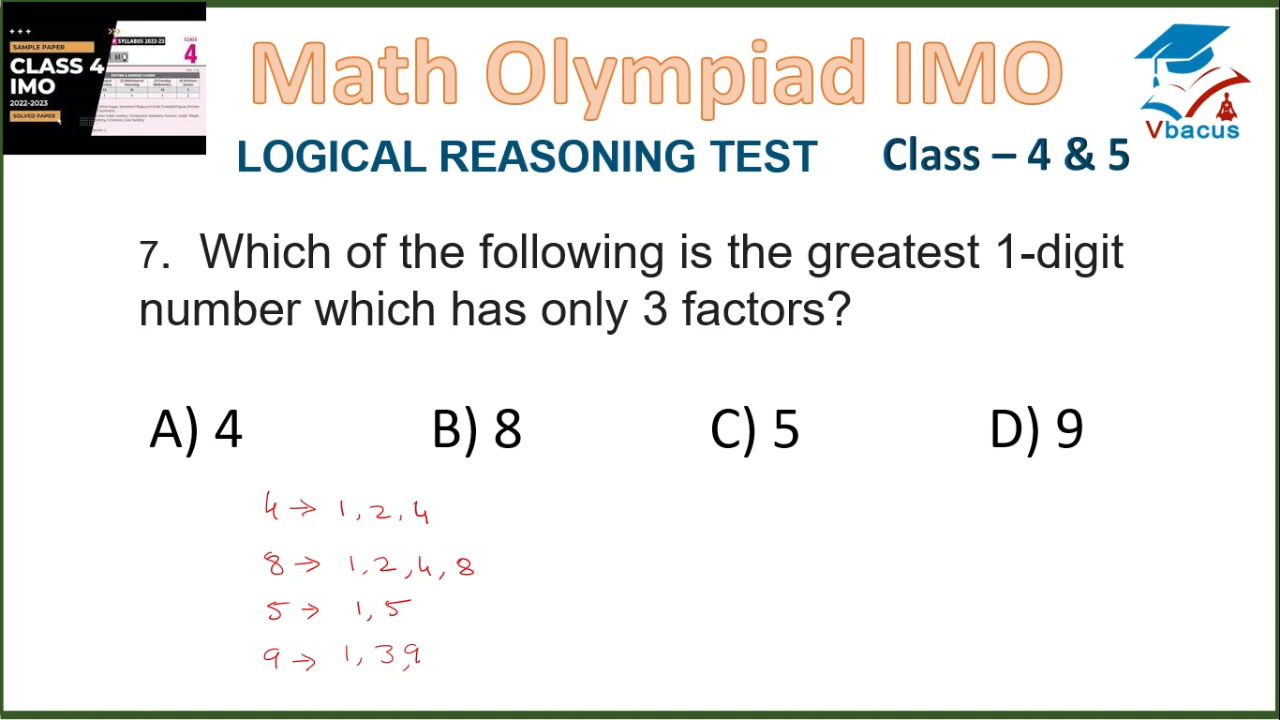 + + +
SAMPLE PAPER
CLASS 4
IMO
2022-2023
SOLVED PAPER
SYLLABUS 2022-23
CLASS
4
Math Olympiad IMO
Vbacus
LOGICAL REASONING TEST Class – 4 & 5
7. Which of the following is the greatest 1-digit
number which has only 3 factors?
A) 4 B) 8 C) 5 D) 9
4 → 1, 2, 4
8 → 1, 2, 4, 8
5 → 1, 5
9 → 1, 3, 9